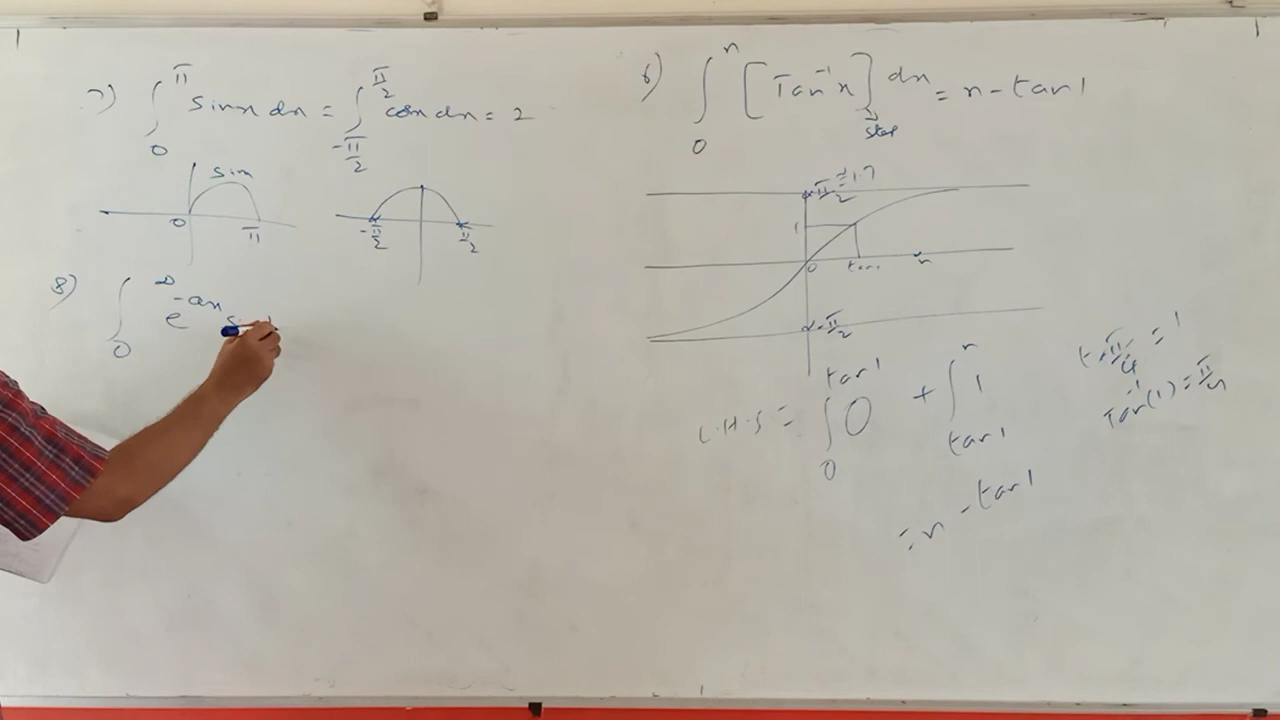 7) ∫₀^π sinx dx = ∫_{-π/2}^{π/2} cosx dx = 2
sin
0 π
-π/2 π/2
8) ∫₀^∞ e^{-ax}
6) ∫₀ⁿ [Tan⁻¹x] dx = n - tan1
step
π/2 ≈ 1.7
1
0 tan1 n
-π/2
L.H.S = ∫₀^{tan1} 0 + ∫_{tan1}^n 1
= n - tan1
t π/4 = 1
Tan⁻¹(1) = π/4